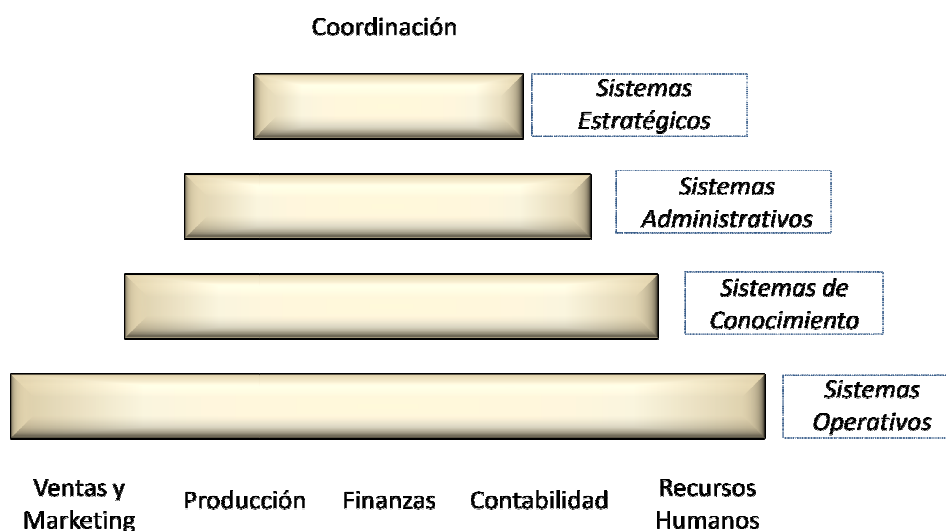 Coordinación
Sistemas
Estratégicos
Sistemas
Administrativos
Sistemas de
Conocimiento
Sistemas
Operativos
Ventas y
Marketing
Producción
Finanzas
Contabilidad
Recursos
Humanos